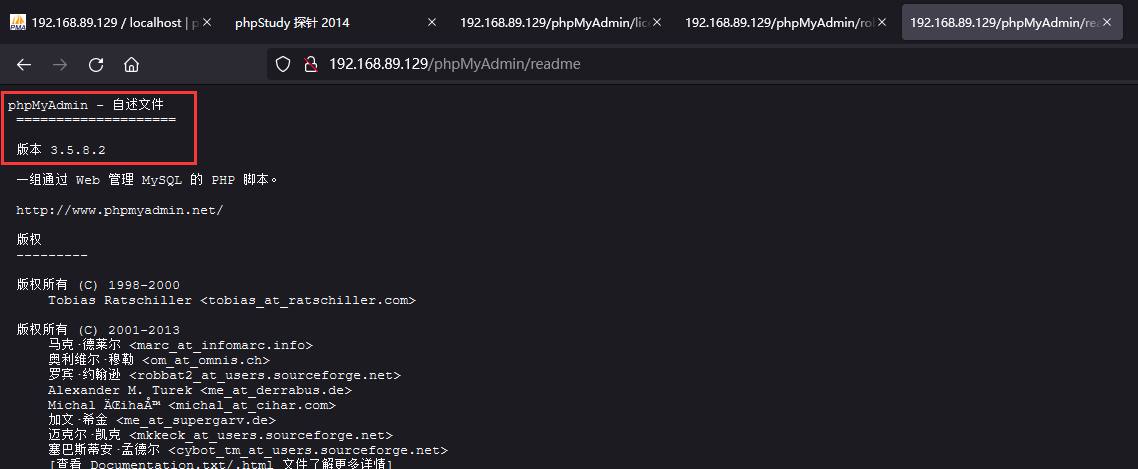 192.168.89.129 / localhost | p
phpStudy 探针 2014
192.168.89.129/phpMyAdmin/lice
192.168.89.129/phpMyAdmin/rob
192.168.89.129/phpMyAdmin/rea
192.168.89.129/phpMyAdmin/readme
phpMyAdmin - 自述文件
====================
版本 3.5.8.2
一组通过 Web 管理 MySQL 的 PHP 脚本。
http://www.phpmyadmin.net/
版权
---------
版权所有 (C) 1998-2000
Tobias Ratschiller <tobias_at_ratschiller.com>
版权所有 (C) 2001-2013
马克·德莱尔 <marc_at_infomarc.info>
奥利维尔·穆勒 <om_at_omnis.ch>
罗宾·约翰逊 <robbat2_at_users.sourceforge.net>
Alexander M. Turek <me_at_derrabus.de>
Michal ÄŒihaÅ™ <michal_at_cihar.com>
加文·希金 <me_at_supergarv.de>
迈克尔·凯克 <mkkeck_at_users.sourceforge.net>
塞巴斯蒂安·孟德尔 <cybot_tm_at_users.sourceforge.net>
[查看 Documentation.txt/.html 文件了解更多详情]